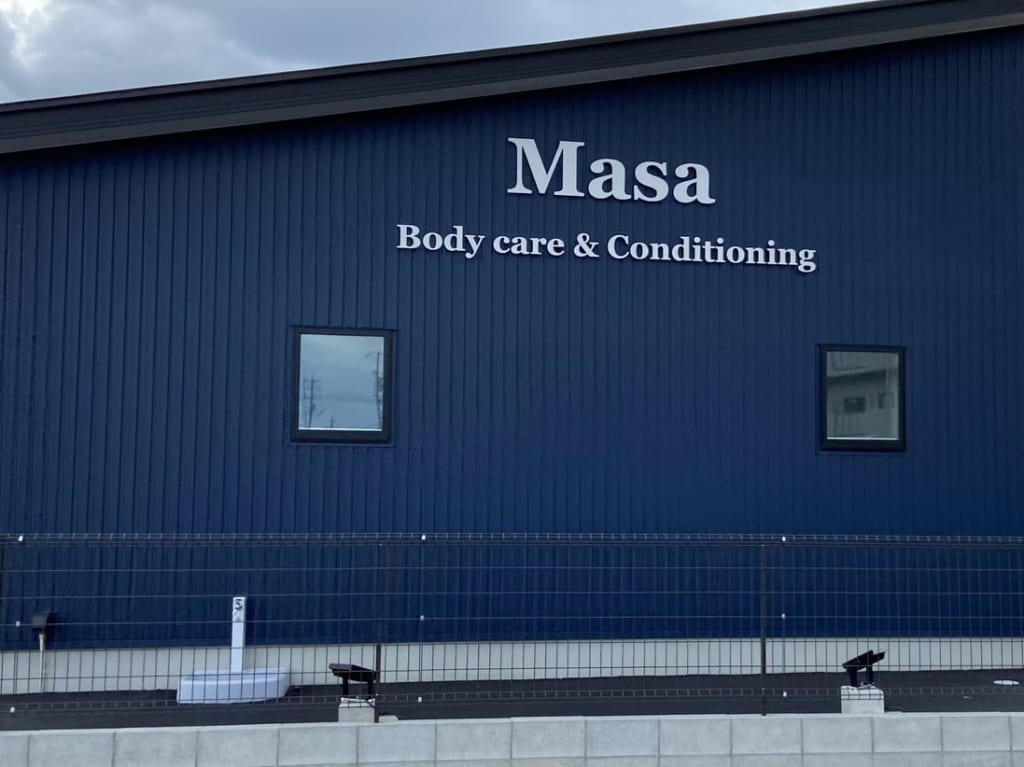 Masa
Body care & Conditioning